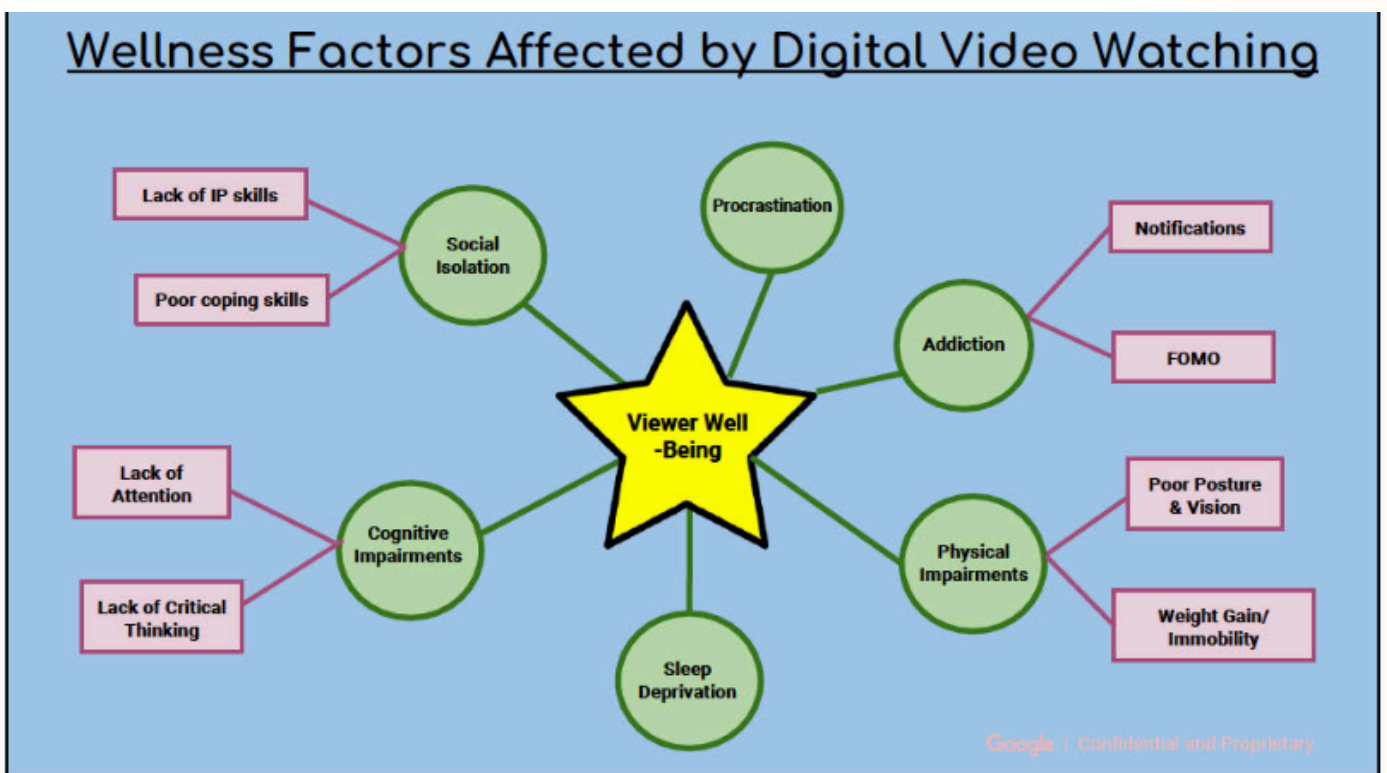 Wellness Factors Affected by Digital Video Watching
Lack of IP skills
Poor coping skills
Social
Isolation
Procrastination
Notifications
FOMO
Addiction
Viewer Well
-Being
Lack of
Attention
Lack of Critical
Thinking
Cognitive
Impairments
Sleep
Deprivation
Physical
Impairments
Poor Posture
& Vision
Weight Gain/
Immobility
Google | Confidential and Proprietary